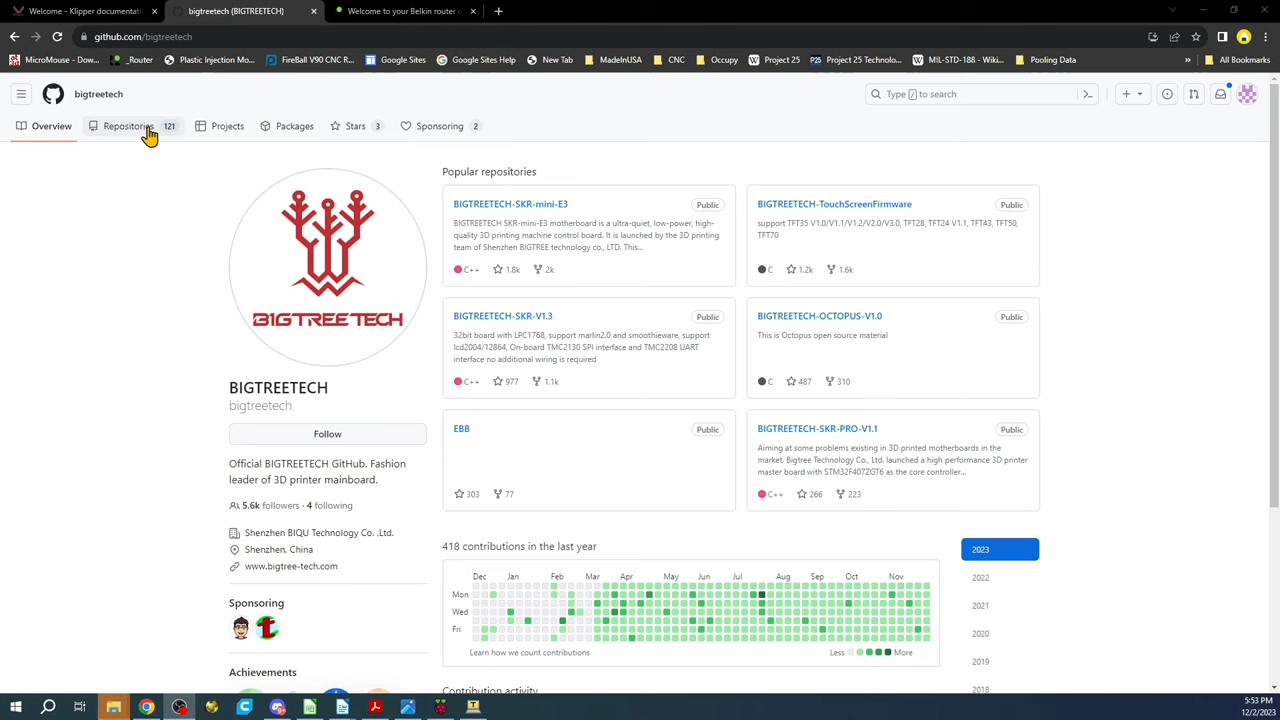 Welcome - Klipper documentati
bigtreetech (BIGTREETECH)
Welcome to your Belkin router c
github.com/bigtreetech
MicroMouse - Dow...
_Router
Plastic Injection Mo...
FireBall V90 CNC R...
Google Sites
Google Sites Help
New Tab
MadeinUSA
CNC
Occupy
Project 25
Project 25 Technolo...
MIL-STD-188 - Wiki...
Pooling Data
All Bookmarks
bigtreetech
Type / to search
Overview
Repositories 121
Projects
Packages
Stars 3
Sponsoring 2
Popular repositories
BIGTREETECH-SKR-mini-E3
Public
BIGTREETECH SKR-mini-E3 motherboard is a ultra-quiet, low-power, high-
quality 3D printing machine control board. It is launched by the 3D printing
team of Shenzhen BIGTREE technology co., LTD. This...
C++ 1.8k 2k
BIGTREETECH-TouchScreenFirmware
Public
support TFT35 V1.0/V1.1/V1.2/V2.0/V3.0, TFT28, TFT24 V1.1, TFT43, TFT50,
TFT70
C 1.2k 1.6k
BIGTREETECH-SKR-V1.3
Public
32bit board with LPC1768, support marlin2.0 and smoothieware, support
lcd2004/12864, On-board TMC2130 SPI interface and TMC2208 UART
interface no additional wiring is required
C++ 977 1.1k
BIGTREETECH-OCTOPUS-V1.0
Public
This is Octopus open source material
C 487 310
EBB
Public
303 77
BIGTREETECH-SKR-PRO-V1.1
Public
Aiming at some problems existing in 3D printed motherboards in the
market. Bigtree Technology Co., Ltd. launched a high performance 3D printer
master board with STM32F407ZGT6 as the core controller...
C++ 266 223
B1GTREETECH
BIGTREETECH
bigtreetech
Follow
Official BIGTREETECH GitHub. Fashion
leader of 3D printer mainboard.
5.6k followers · 4 following
Shenzhen BIQU Technology Co. ,Ltd.
Shenzhen, China
www.bigtree-tech.com
Sponsoring
Achievements
418 contributions in the last year
Dec Jan Feb Mar Apr May Jun Jul Aug Sep Oct Nov
Mon
Wed
Fri
Learn how we count contributions
Less More
2023
2022
2021
2020
2019
2018
Contribution activity
5:53 PM
12/2/2023